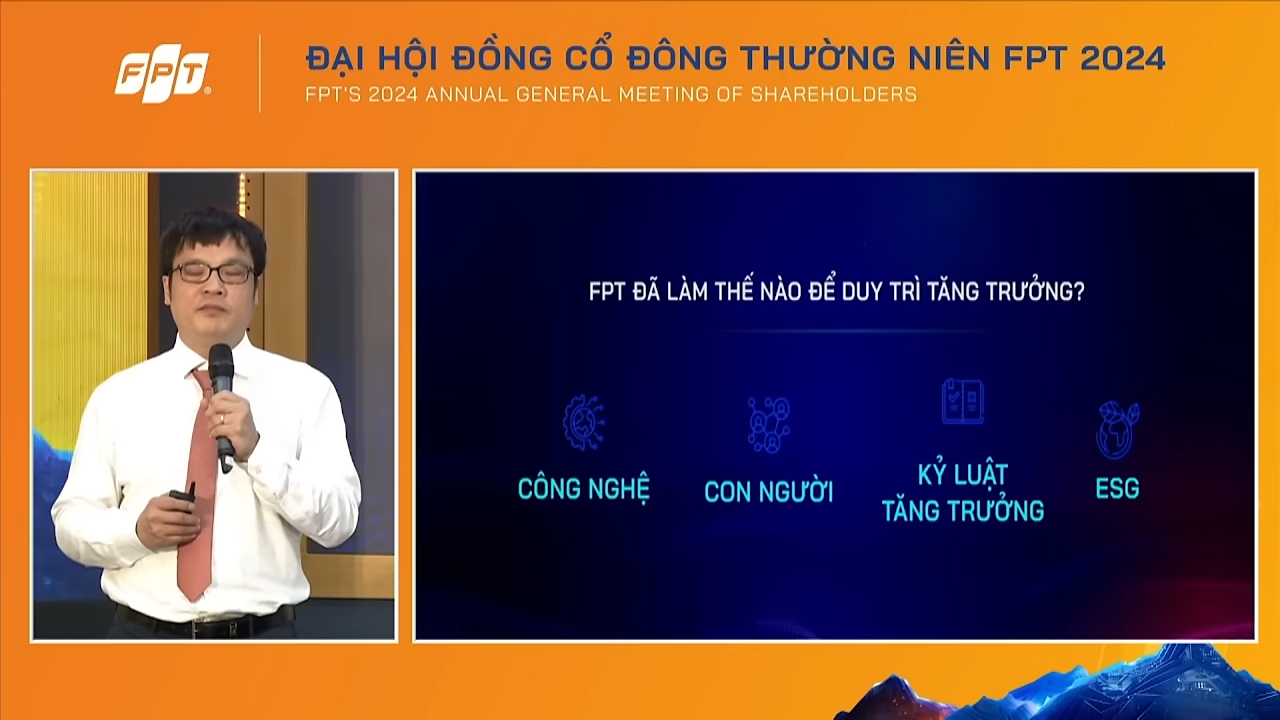 FPT®
ĐẠI HỘI ĐỒNG CỔ ĐÔNG THƯỜNG NIÊN FPT 2024
FPT'S 2024 ANNUAL GENERAL MEETING OF SHAREHOLDERS
FPT ĐÃ LÀM THẾ NÀO ĐỂ DUY TRÌ TĂNG TRƯỞNG?
CÔNG NGHỆ
CON NGƯỜI
KỶ LUẬT
TĂNG TRƯỞNG
ESG